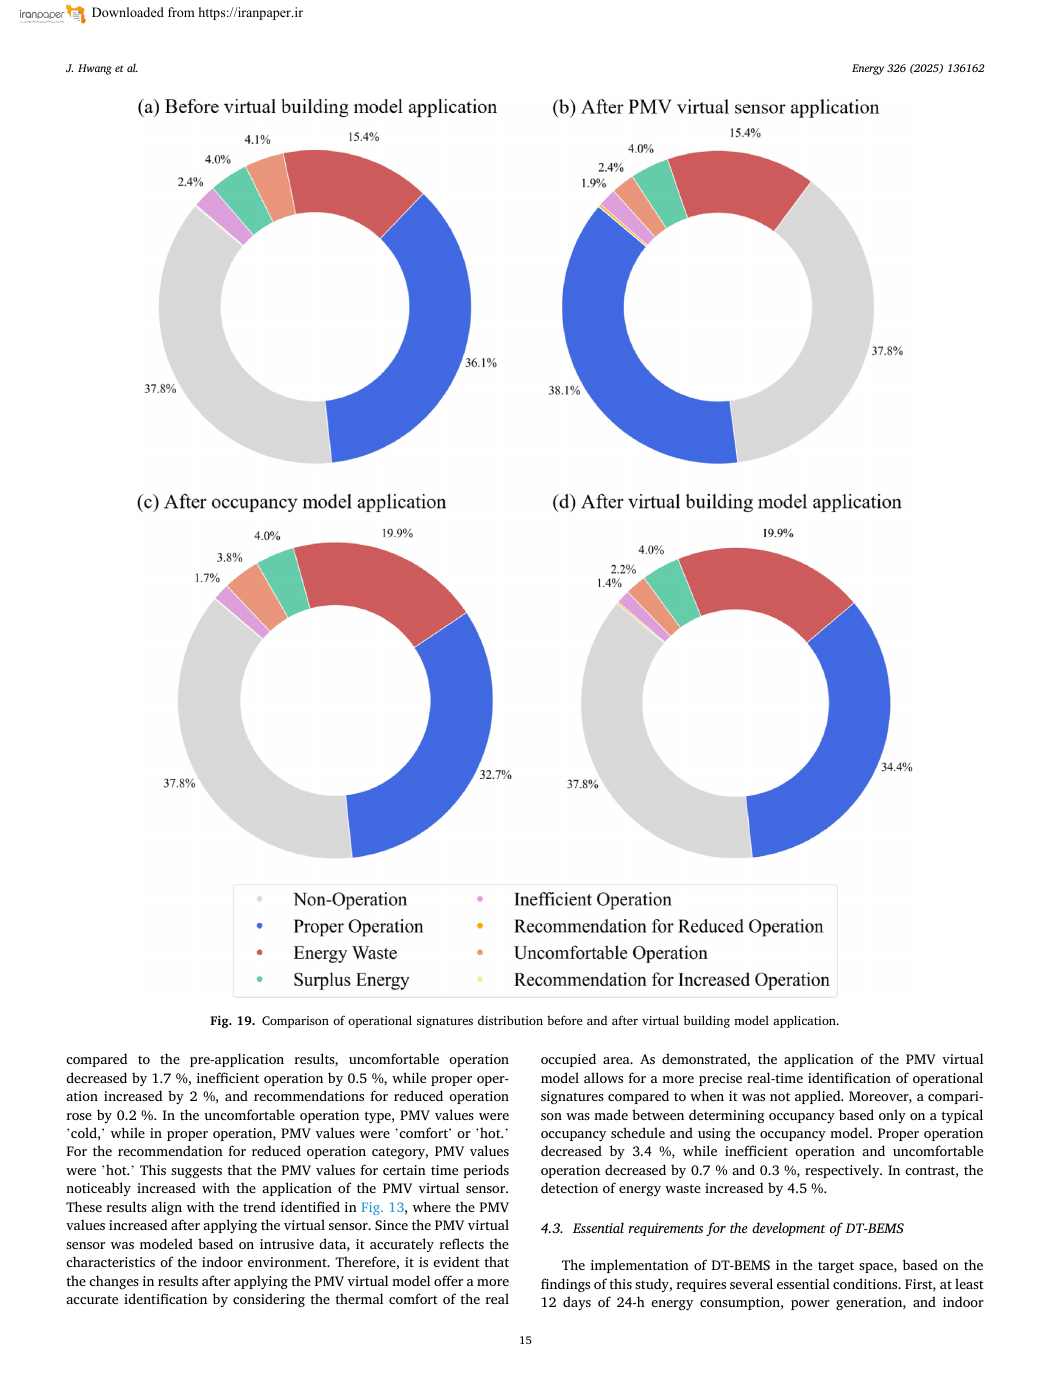 iranpaper
Downloaded from https://iranpaper.ir
J. Hwang et al.
Energy 326 (2025) 136162
(a) Before virtual building model application
4.1%
15.4%
4.0%
2.4%
36.1%
37.8%
(b) After PMV virtual sensor application
15.4%
4.0%
2.4%
1.9%
37.8%
38.1%
(c) After occupancy model application
19.9%
4.0%
3.8%
1.7%
32.7%
37.8%
(d) After virtual building model application
19.9%
4.0%
2.2%
1.4%
34.4%
37.8%
Non-Operation
Proper Operation
Energy Waste
Surplus Energy
Inefficient Operation
Recommendation for Reduced Operation
Uncomfortable Operation
Recommendation for Increased Operation
Fig. 19. Comparison of operational signatures distribution before and after virtual building model application.
compared to the pre-application results, uncomfortable operation
decreased by 1.7 %, inefficient operation by 0.5 %, while proper oper-
ation increased by 2 %, and recommendations for reduced operation
rose by 0.2 %. In the uncomfortable operation type, PMV values were
'cold,' while in proper operation, PMV values were 'comfort' or 'hot.'
For the recommendation for reduced operation category, PMV values
were 'hot.' This suggests that the PMV values for certain time periods
noticeably increased with the application of the PMV virtual sensor.
These results align with the trend identified in Fig. 13, where the PMV
values increased after applying the virtual sensor. Since the PMV virtual
sensor was modeled based on intrusive data, it accurately reflects the
characteristics of the indoor environment. Therefore, it is evident that
the changes in results after applying the PMV virtual model offer a more
accurate identification by considering the thermal comfort of the real
occupied area. As demonstrated, the application of the PMV virtual
model allows for a more precise real-time identification of operational
signatures compared to when it was not applied. Moreover, a compari-
son was made between determining occupancy based only on a typical
occupancy schedule and using the occupancy model. Proper operation
decreased by 3.4 %, while inefficient operation and uncomfortable
operation decreased by 0.7 % and 0.3 %, respectively. In contrast, the
detection of energy waste increased by 4.5 %.
4.3. Essential requirements for the development of DT-BEMS
The implementation of DT-BEMS in the target space, based on the
findings of this study, requires several essential conditions. First, at least
12 days of 24-h energy consumption, power generation, and indoor
15